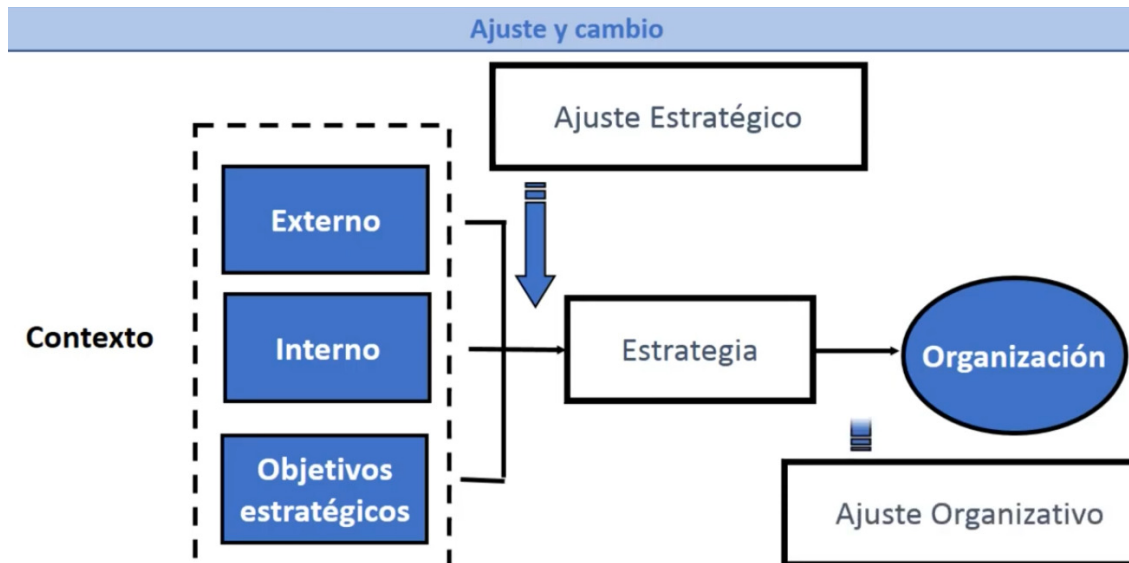 Ajuste y cambio
Ajuste Estratégico
Externo
Contexto
Interno
Estrategia
Organización
Objetivos
estratégicos
Ajuste Organizativo